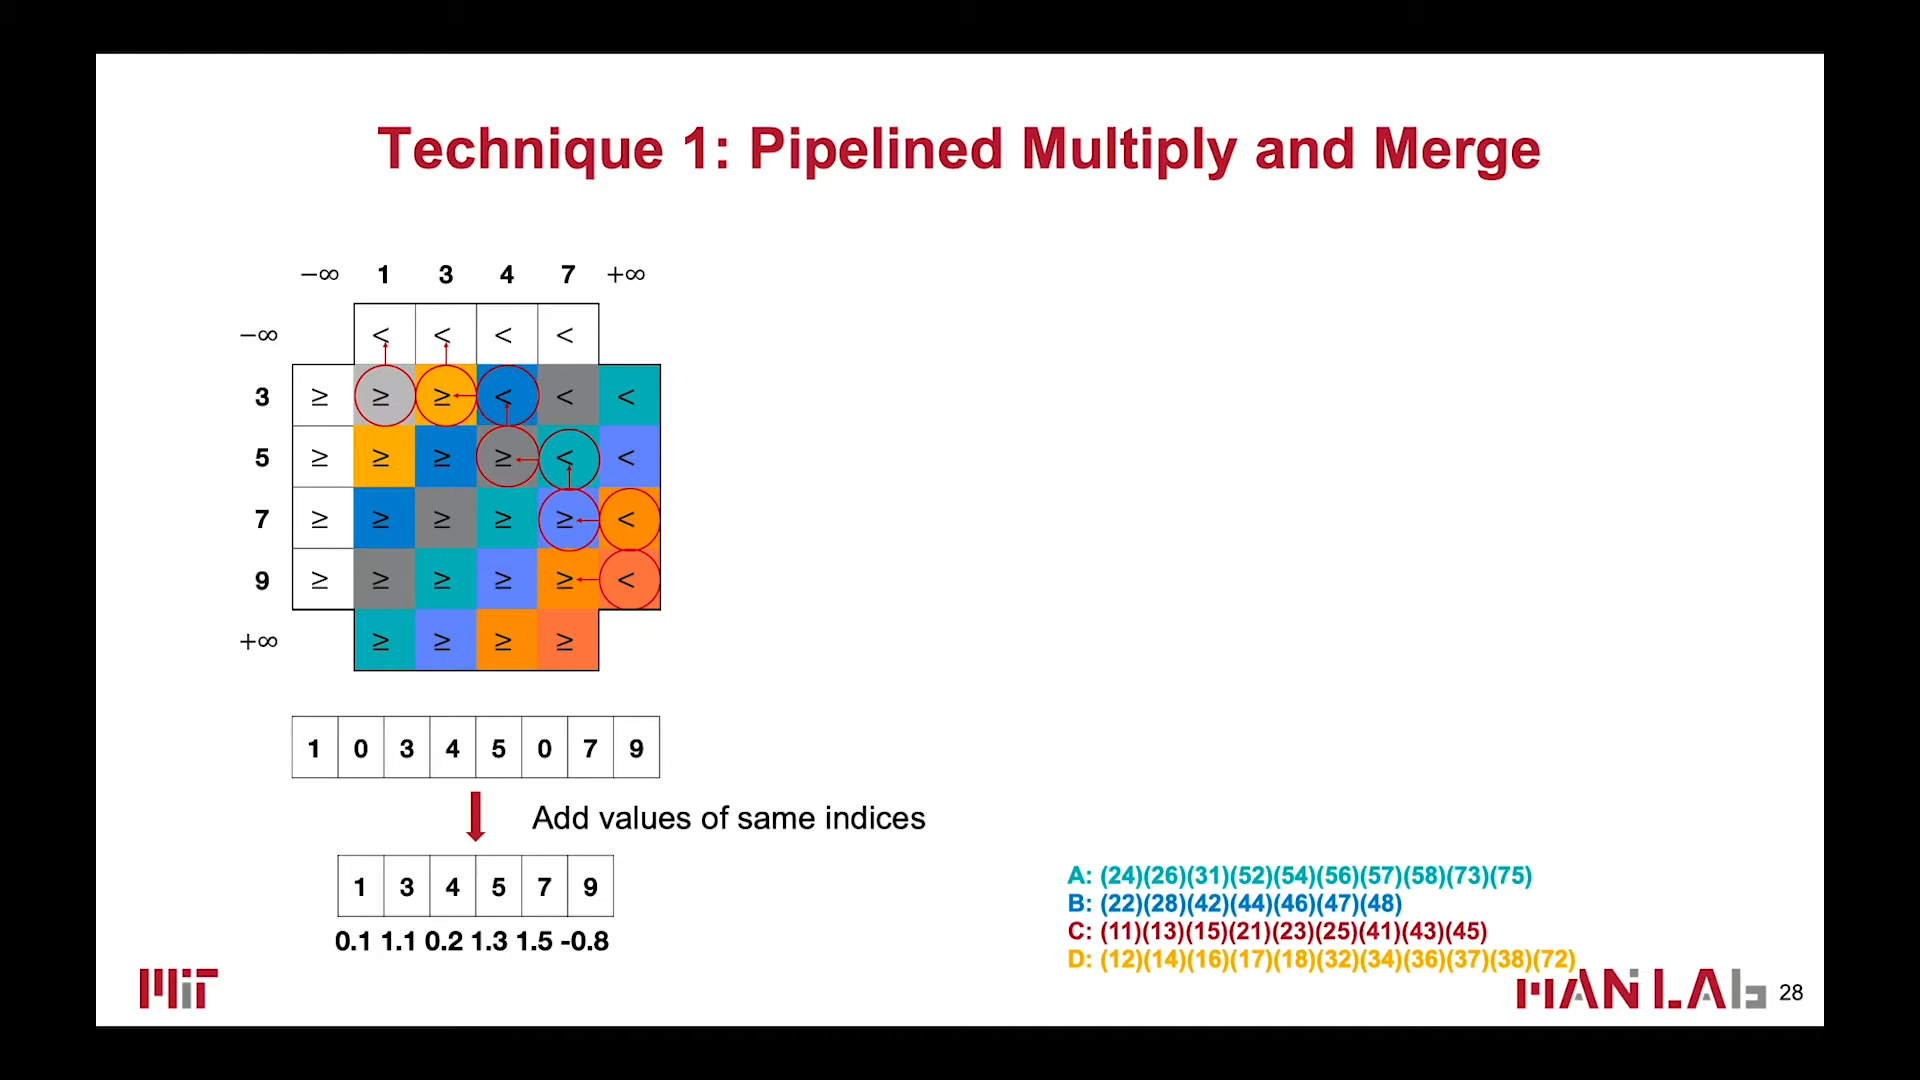 Technique 1: Pipelined Multiply and Merge
−∞ 1 3 4 7 +∞
−∞ < < < <
3 ≥ ≥ ≥ < < <
5 ≥ ≥ ≥ ≥ < <
7 ≥ ≥ ≥ ≥ ≥ <
9 ≥ ≥ ≥ ≥ ≥ <
+∞ ≥ ≥ ≥ ≥
1 0 3 4 5 0 7 9
Add values of same indices
1 3 4 5 7 9
0.1 1.1 0.2 1.3 1.5 -0.8
A: (24)(26)(31)(52)(54)(56)(57)(58)(73)(75)
B: (22)(28)(42)(44)(46)(47)(48)
C: (11)(13)(15)(21)(23)(25)(41)(43)(45)
D: (12)(14)(16)(17)(18)(32)(34)(36)(37)(38)(72)
MIT
HAN LAb 28